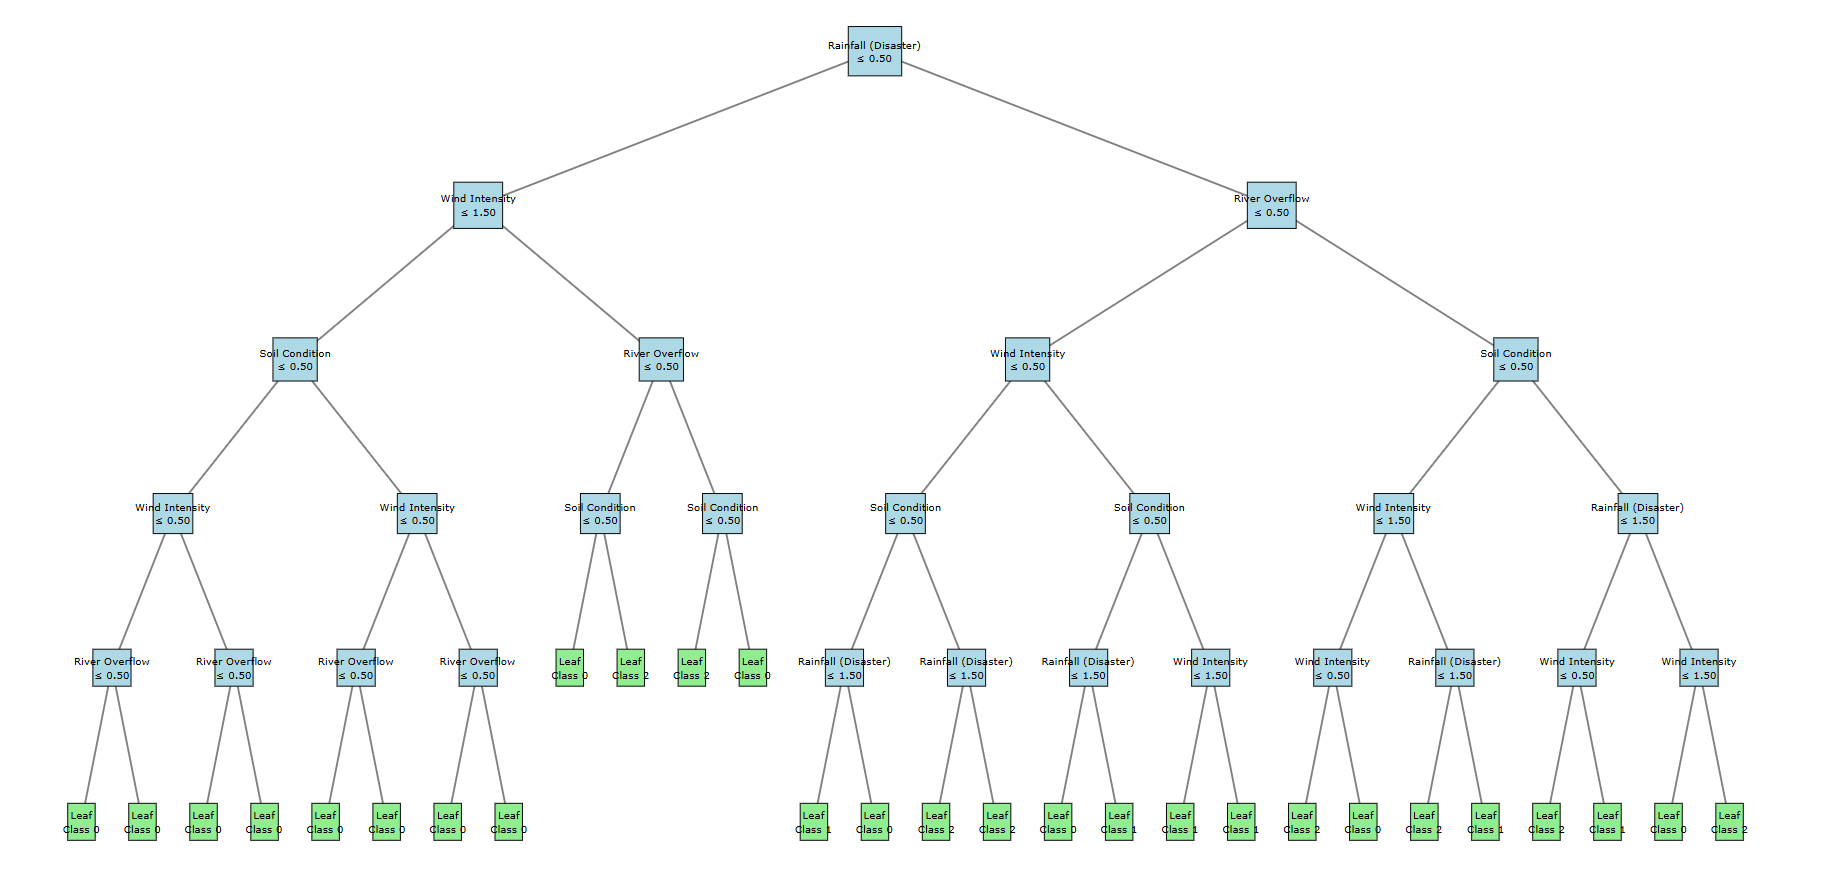 Rainfall (Disaster)
≤ 0.50
Wind Intensity
≤ 1.50
River Overflow
≤ 0.50
Soil Condition
≤ 0.50
River Overflow
≤ 0.50
Wind Intensity
≤ 0.50
Soil Condition
≤ 0.50
Wind Intensity
≤ 0.50
Wind Intensity
≤ 0.50
Soil Condition
≤ 0.50
Soil Condition
≤ 0.50
Soil Condition
≤ 0.50
Soil Condition
≤ 0.50
Wind Intensity
≤ 1.50
Rainfall (Disaster)
≤ 1.50
River Overflow
≤ 0.50
River Overflow
≤ 0.50
River Overflow
≤ 0.50
River Overflow
≤ 0.50
Leaf
Class 0
Leaf
Class 2
Leaf
Class 2
Leaf
Class 0
Rainfall (Disaster)
≤ 1.50
Rainfall (Disaster)
≤ 1.50
Rainfall (Disaster)
≤ 1.50
Wind Intensity
≤ 1.50
Wind Intensity
≤ 0.50
Rainfall (Disaster)
≤ 1.50
Wind Intensity
≤ 0.50
Wind Intensity
≤ 1.50
Leaf
Class 0
Leaf
Class 0
Leaf
Class 0
Leaf
Class 0
Leaf
Class 0
Leaf
Class 0
Leaf
Class 0
Leaf
Class 0
Leaf
Class 1
Leaf
Class 0
Leaf
Class 2
Leaf
Class 2
Leaf
Class 0
Leaf
Class 1
Leaf
Class 1
Leaf
Class 1
Leaf
Class 2
Leaf
Class 0
Leaf
Class 2
Leaf
Class 1
Leaf
Class 2
Leaf
Class 1
Leaf
Class 0
Leaf
Class 2